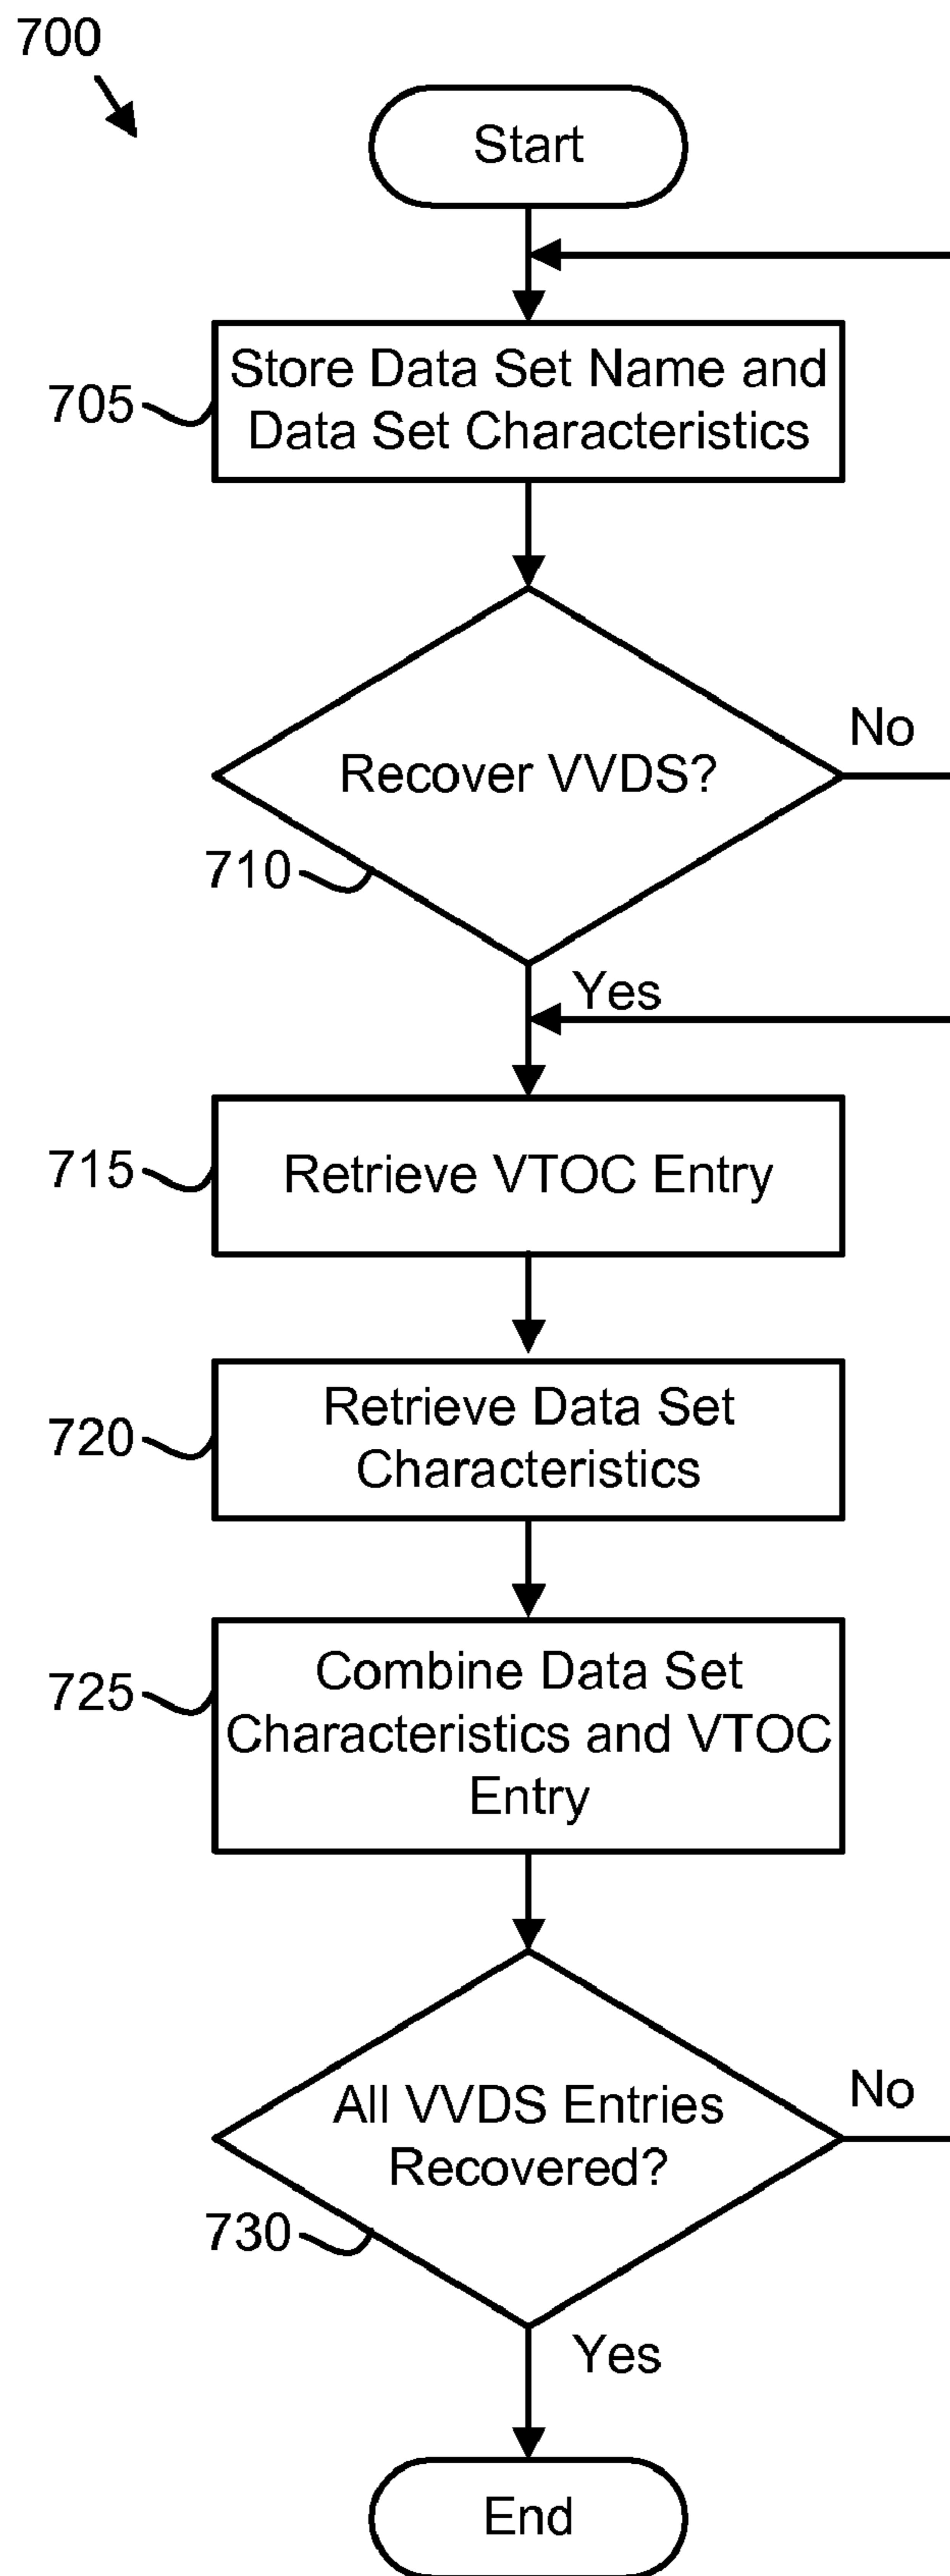 700
Start
705
Store Data Set Name and
Data Set Characteristics
Recover VVDS?
No
710
Yes
715
Retrieve VTOC Entry
720
Retrieve Data Set
Characteristics
725
Combine Data Set
Characteristics and VTOC
Entry
All VVDS Entries
Recovered?
No
730
Yes
End